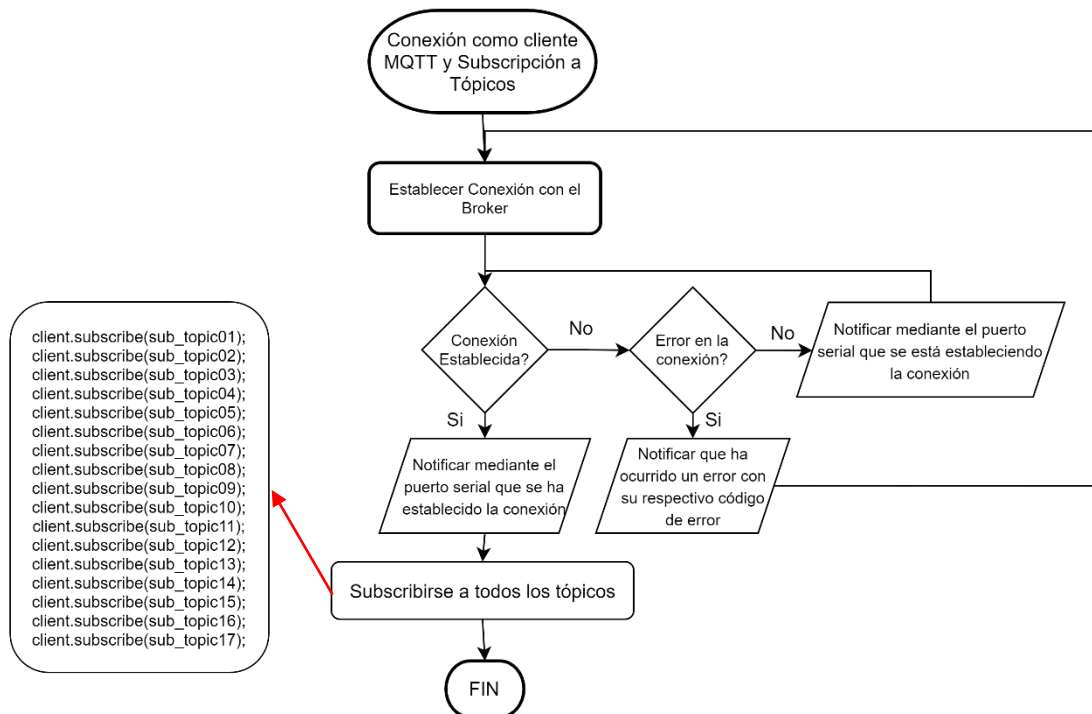 Conexión como cliente
MQTT y Subscripción a
Tópicos
Establecer Conexión con el
Broker
Conexión
Establecida?
No
Error en la
conexión?
No
Notificar mediante el puerto
serial que se está estableciendo
la conexión
Si
Si
Notificar mediante el
puerto serial que se ha
establecido la conexión
Notificar que ha
ocurrido un error con
su respectivo código
de error
Subscribirse a todos los tópicos
client.subscribe(sub_topic01);
client.subscribe(sub_topic02);
client.subscribe(sub_topic03);
client.subscribe(sub_topic04);
client.subscribe(sub_topic05);
client.subscribe(sub_topic06);
client.subscribe(sub_topic07);
client.subscribe(sub_topic08);
client.subscribe(sub_topic09);
client.subscribe(sub_topic10);
client.subscribe(sub_topic11);
client.subscribe(sub_topic12);
client.subscribe(sub_topic13);
client.subscribe(sub_topic14);
client.subscribe(sub_topic15);
client.subscribe(sub_topic16);
client.subscribe(sub_topic17);
FIN